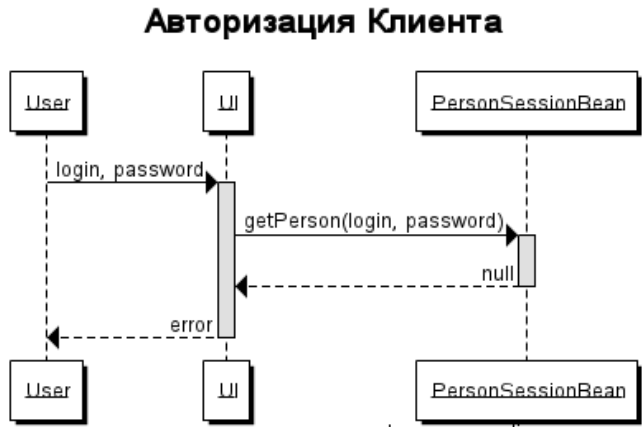 Авторизация Клиента
User UI PersonSessionBean
login, password
getPerson(login, password)
null
error
User UI PersonSessionBean